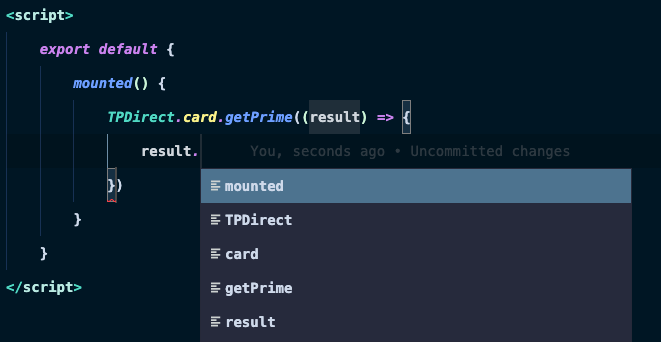 <script>
export default {
mounted() {
TPDirect.card.getPrime((result) => {
result. You, seconds ago • Uncommitted changes
})
mounted
TPDirect
}
card
}
getPrime
</script>
result